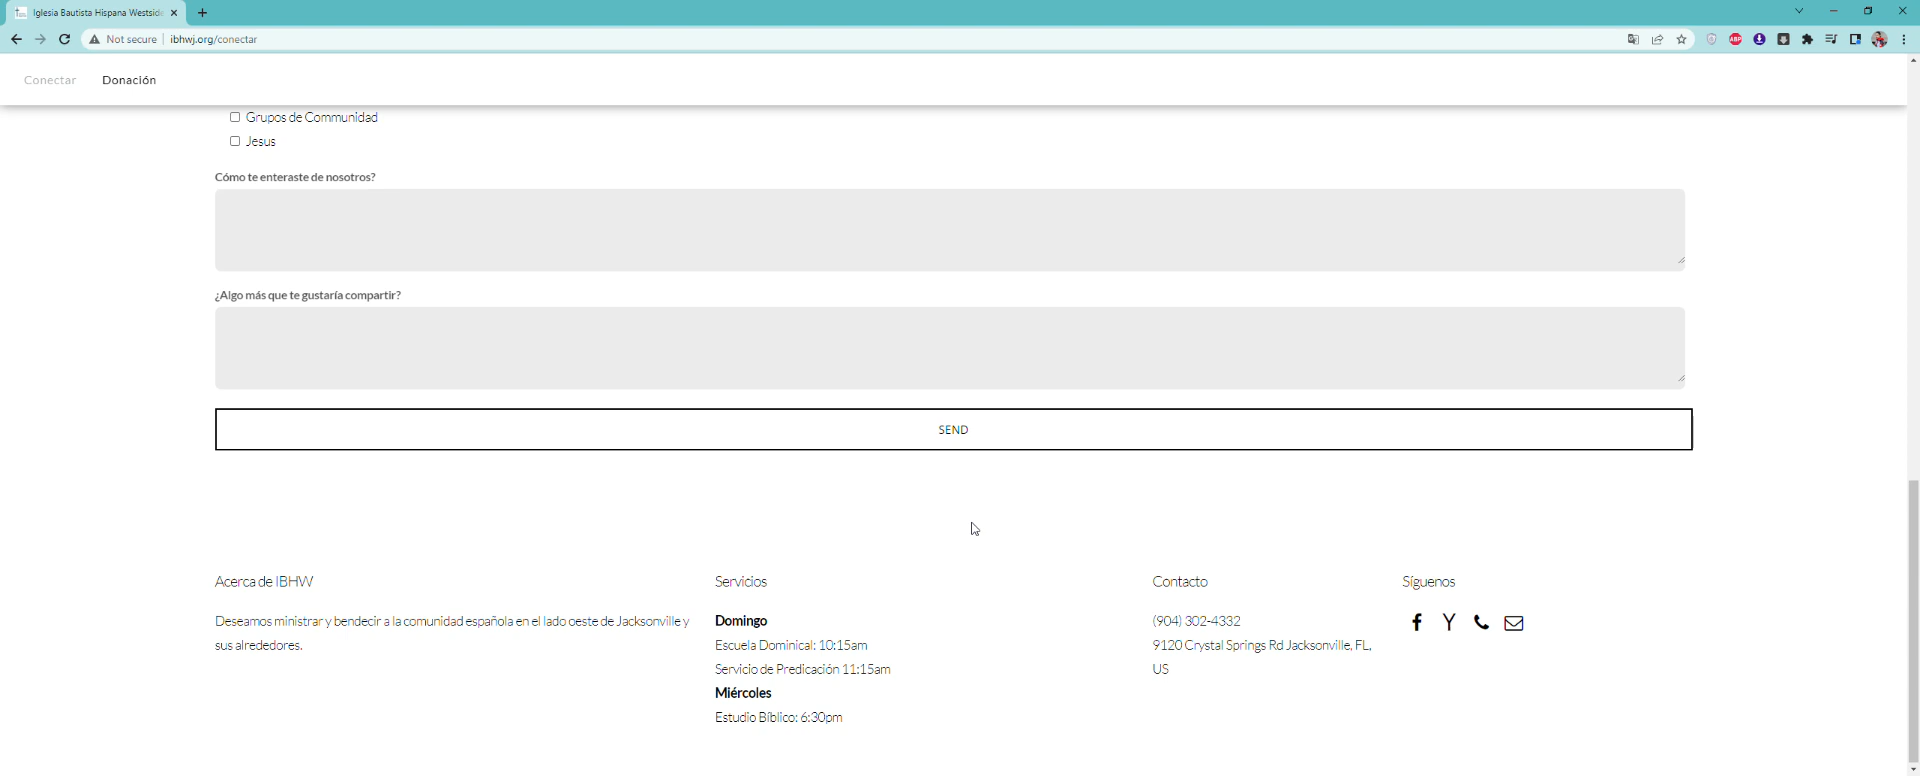 Iglesia Bautista Hispana Westside
Not secure
ibhwj.org/conectar
ABP
Conectar
Donación
Grupos de Communidad
Jesus
Cómo te enteraste de nosotros?
¿Algo más que te gustaría compartir?
SEND
Acerca de IBHW
Deseamos ministrar y bendecir a la comunidad española en el lado oeste de Jacksonville y
sus alrededores.
Servicios
Domingo
Escuela Dominical: 10:15am
Servicio de Predicación 11:15am
Miércoles
Estudio Bíblico: 6:30pm
Contacto
(904) 302-4332
9120 Crystal Springs Rd Jacksonville, FL,
US
Síguenos